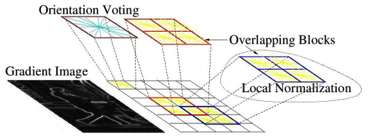 Orientation Voting
Overlapping Blocks
Gradient Image
Local Normalization